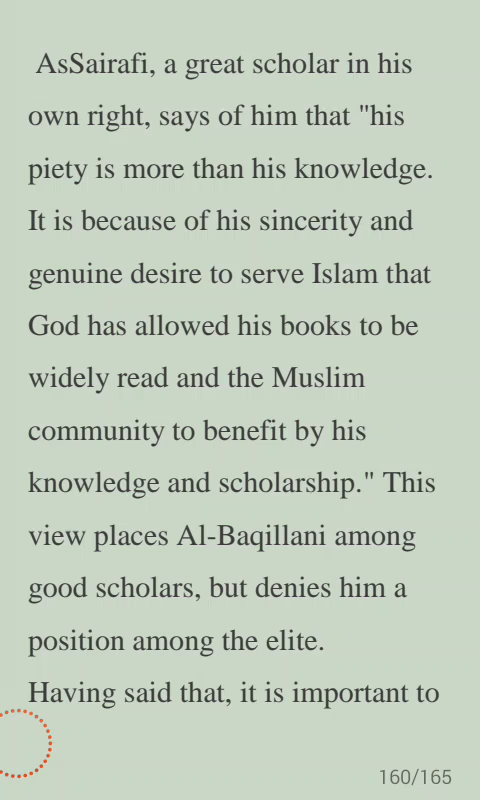 AsSairafi, a great scholar in his
own right, says of him that "his
piety is more than his knowledge.
It is because of his sincerity and
genuine desire to serve Islam that
God has allowed his books to be
widely read and the Muslim
community to benefit by his
knowledge and scholarship." This
view places Al-Baqillani among
good scholars, but denies him a
position among the elite.
Having said that, it is important to
160/165